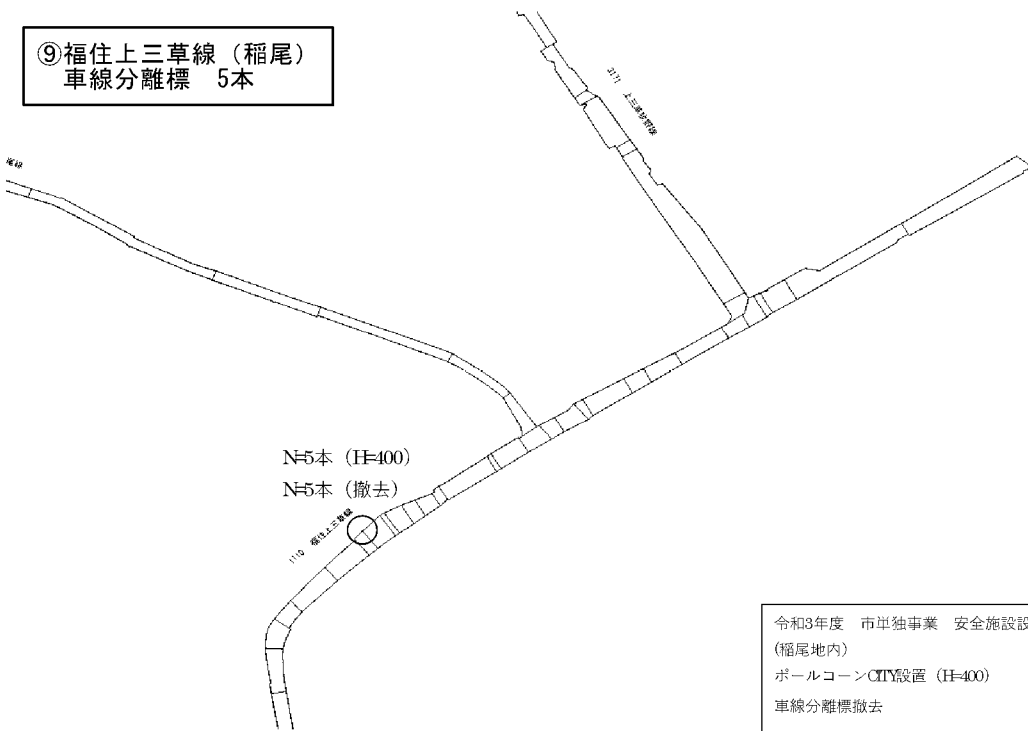 ⑨福住上三草線（稲尾）
車線分離標　5本
尾線
N=5本（H=400）
N=5本（撤去）
1110　福住上三草線
令和3年度　市単独事業　安全施設設
(稲尾地内)
ポールコーンCITY設置（H=400）
車線分離標撤去